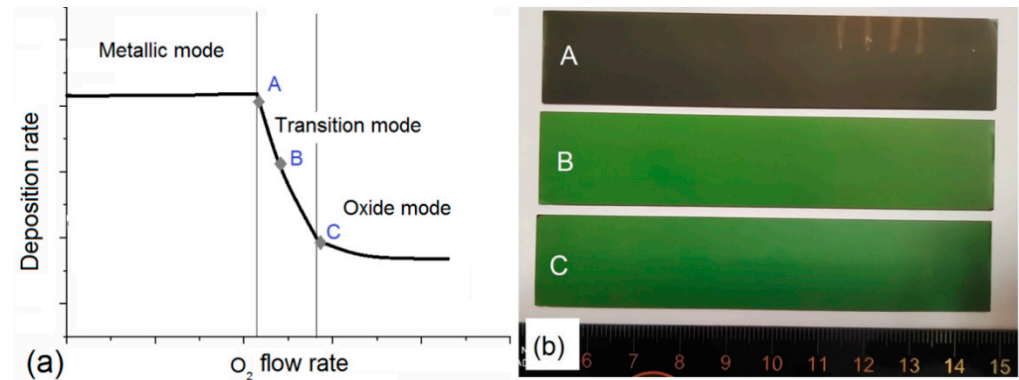 Metallic mode
A
Transition mode
B
Oxide mode
C
Deposition rate
O₂ flow rate
(a)
A
B
C
(b)
6 7 8 9 10 11 12 13 14 15